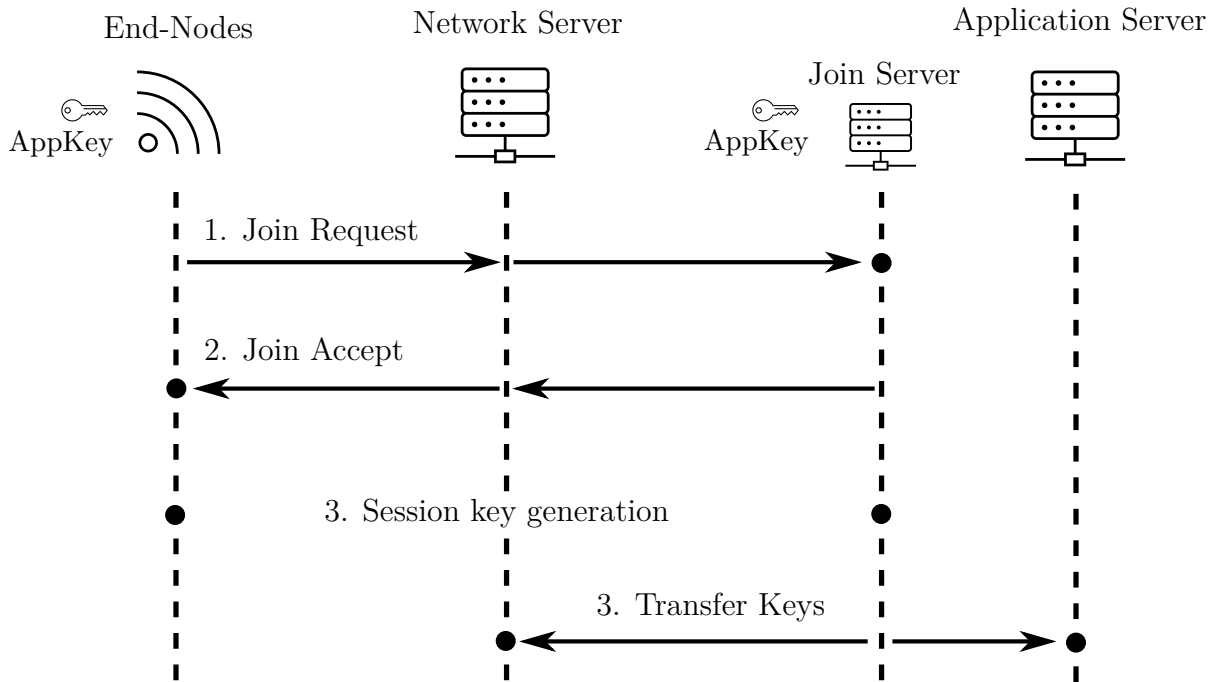 End-Nodes
Network Server
Application Server
Join Server
AppKey
AppKey
1. Join Request
2. Join Accept
3. Session key generation
3. Transfer Keys